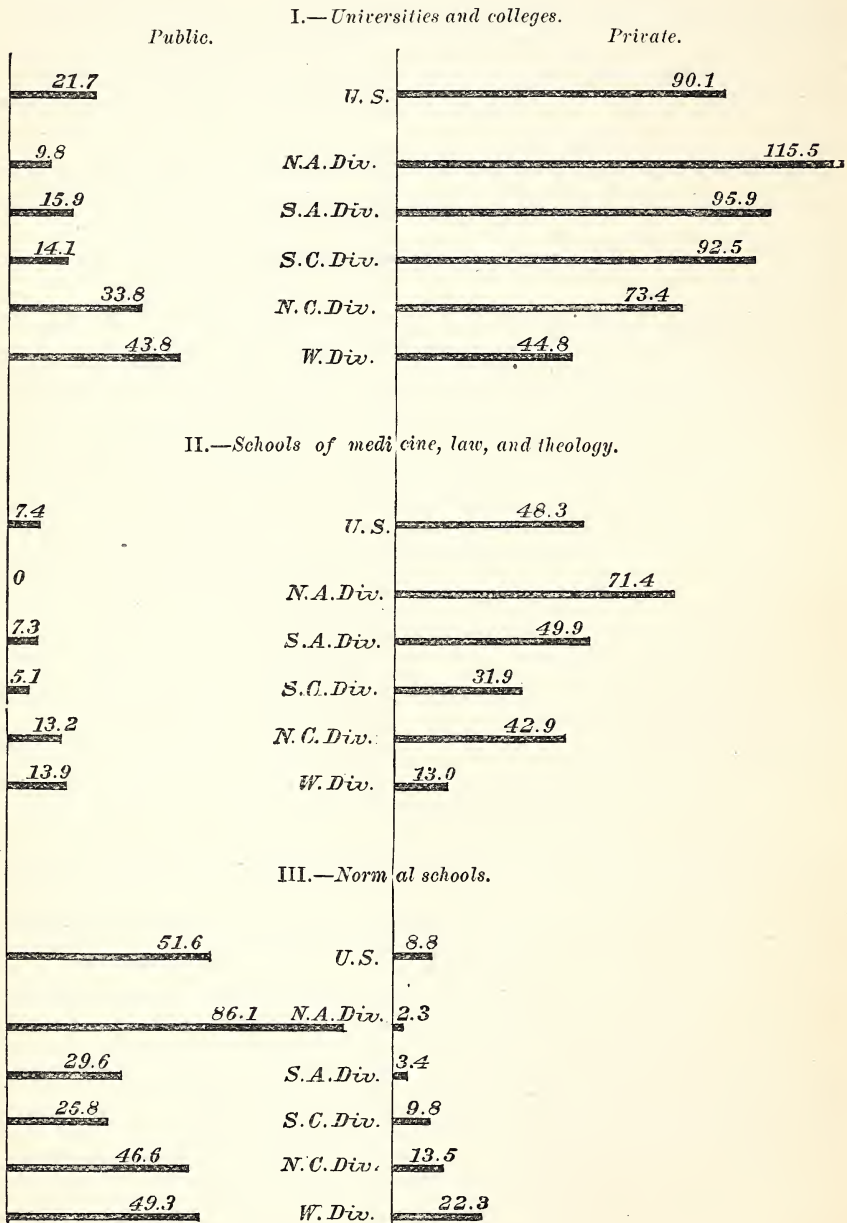 I.—Universities and colleges.
Public. Private.
21.7 U. S. 90.1
9.8 N.A.Div. 115.5
15.9 S.A.Div. 95.9
14.1 S.C.Div. 92.5
33.8 N.C.Div. 73.4
43.8 W.Div. 44.8
II.—Schools of medicine, law, and theology.
7.4 U.S. 48.3
0 N.A.Div. 71.4
7.3 S.A.Div. 49.9
5.1 S.C.Div. 31.9
13.2 N.C.Div. 42.9
13.9 W.Div. 13.0
III.—Normal schools.
51.6 U.S. 8.8
86.1 N.A.Div. 2.3
29.6 S.A.Div. 3.4
25.8 S.C.Div. 9.8
46.6 N.C.Div. 13.5
49.3 W.Div. 22.3